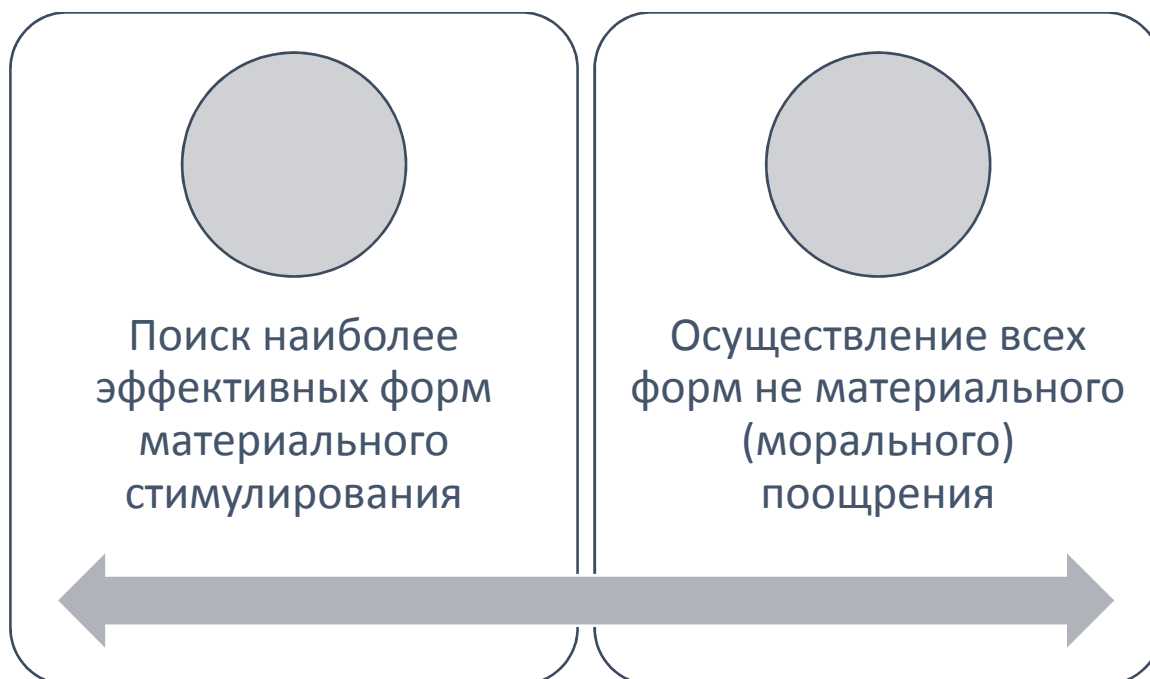 Поиск наиболее
эффективных форм
материального
стимулирования
Осуществление всех
форм не материального
(морального)
поощрения